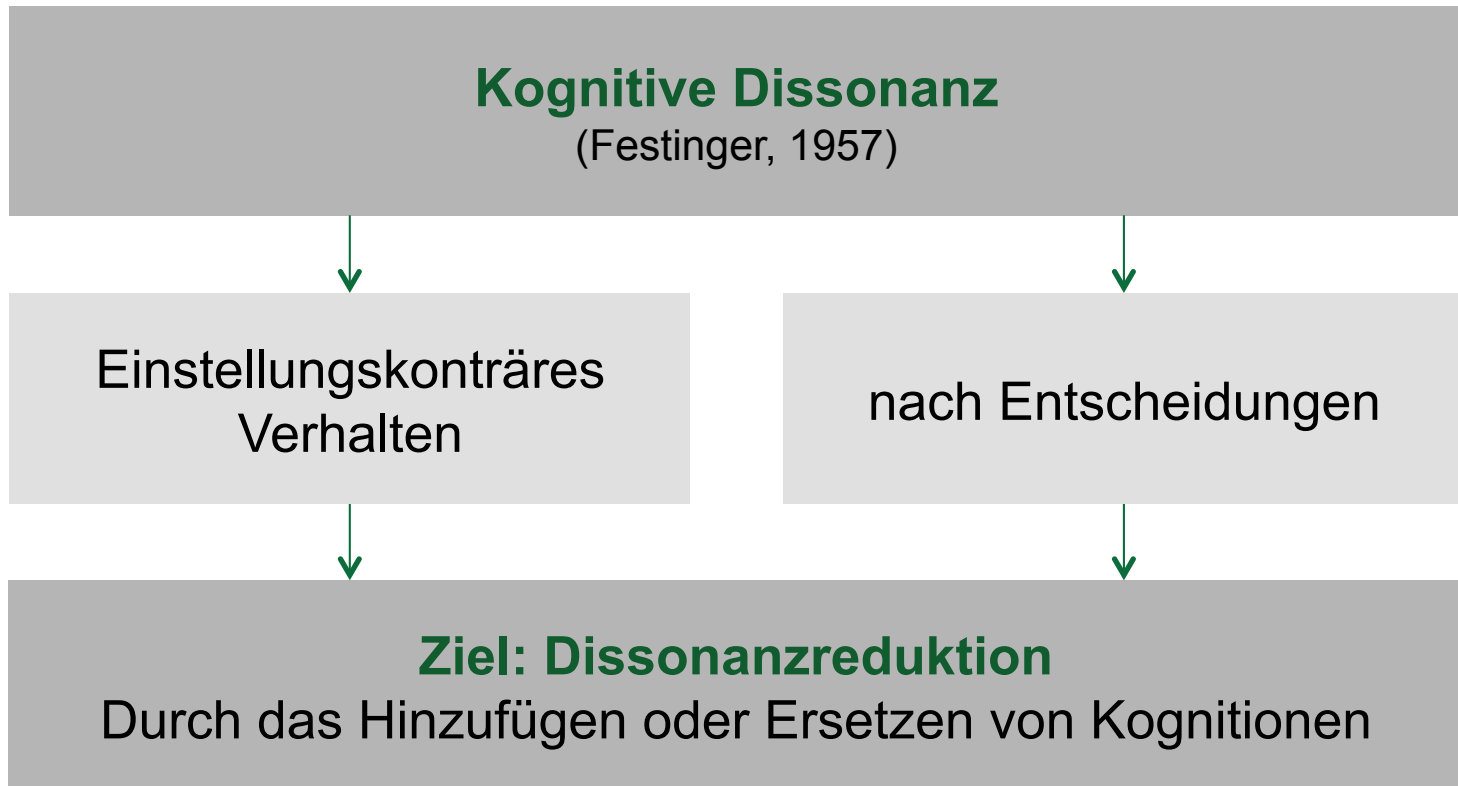 Kognitive Dissonanz
(Festinger, 1957)
Einstellungskonträres
Verhalten
nach Entscheidungen
Ziel: Dissonanzreduktion
Durch das Hinzufügen oder Ersetzen von Kognitionen